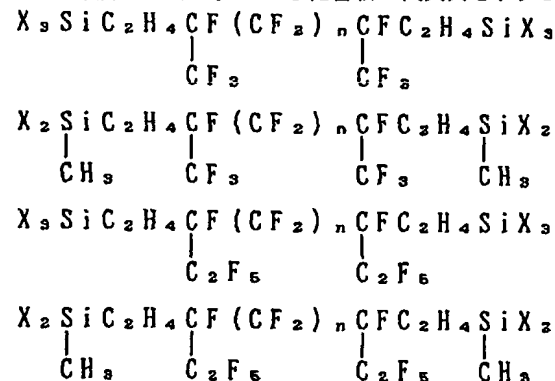 X₃SiC₂H₄CF(CF₂)ₙCFC₂H₄SiX₃
CF₃ CF₃
X₂SiC₂H₄CF(CF₂)ₙCFC₂H₄SiX₂
CH₃ CF₃ CF₃ CH₃
X₃SiC₂H₄CF(CF₂)ₙCFC₂H₄SiX₃
C₂F₅ C₂F₅
X₂SiC₂H₄CF(CF₂)ₙCFC₂H₄SiX₂
CH₃ C₂F₅ C₂F₅ CH₃